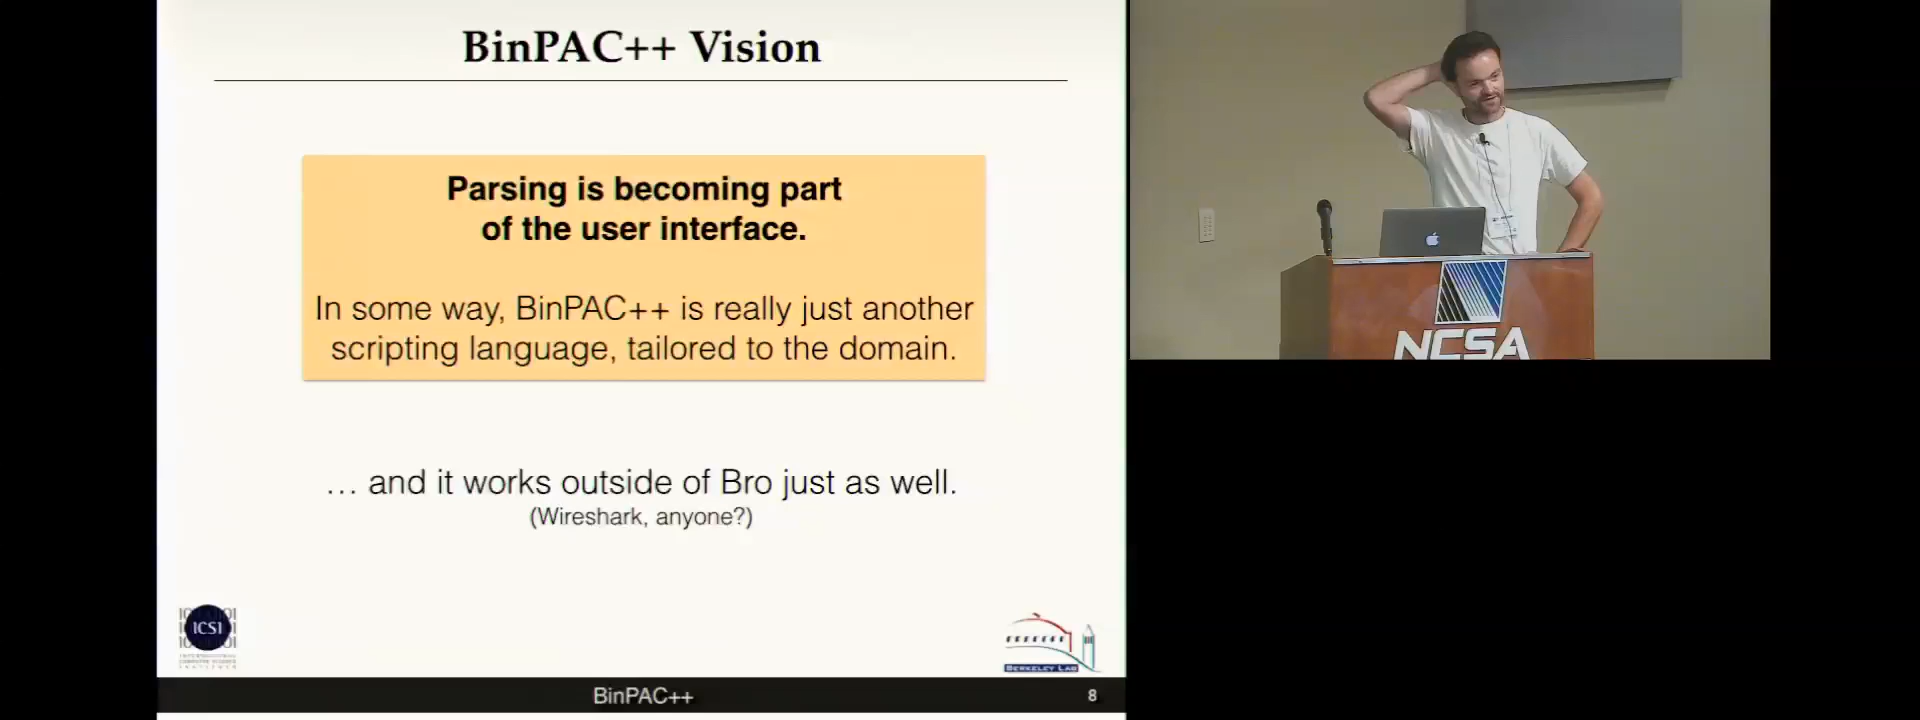 BinPAC++ Vision
Parsing is becoming part
of the user interface.
In some way, BinPAC++ is really just another
scripting language, tailored to the domain.
… and it works outside of Bro just as well.
(Wireshark, anyone?)
ICSI
BERKELEY LAB
BinPAC++
8
NCSA